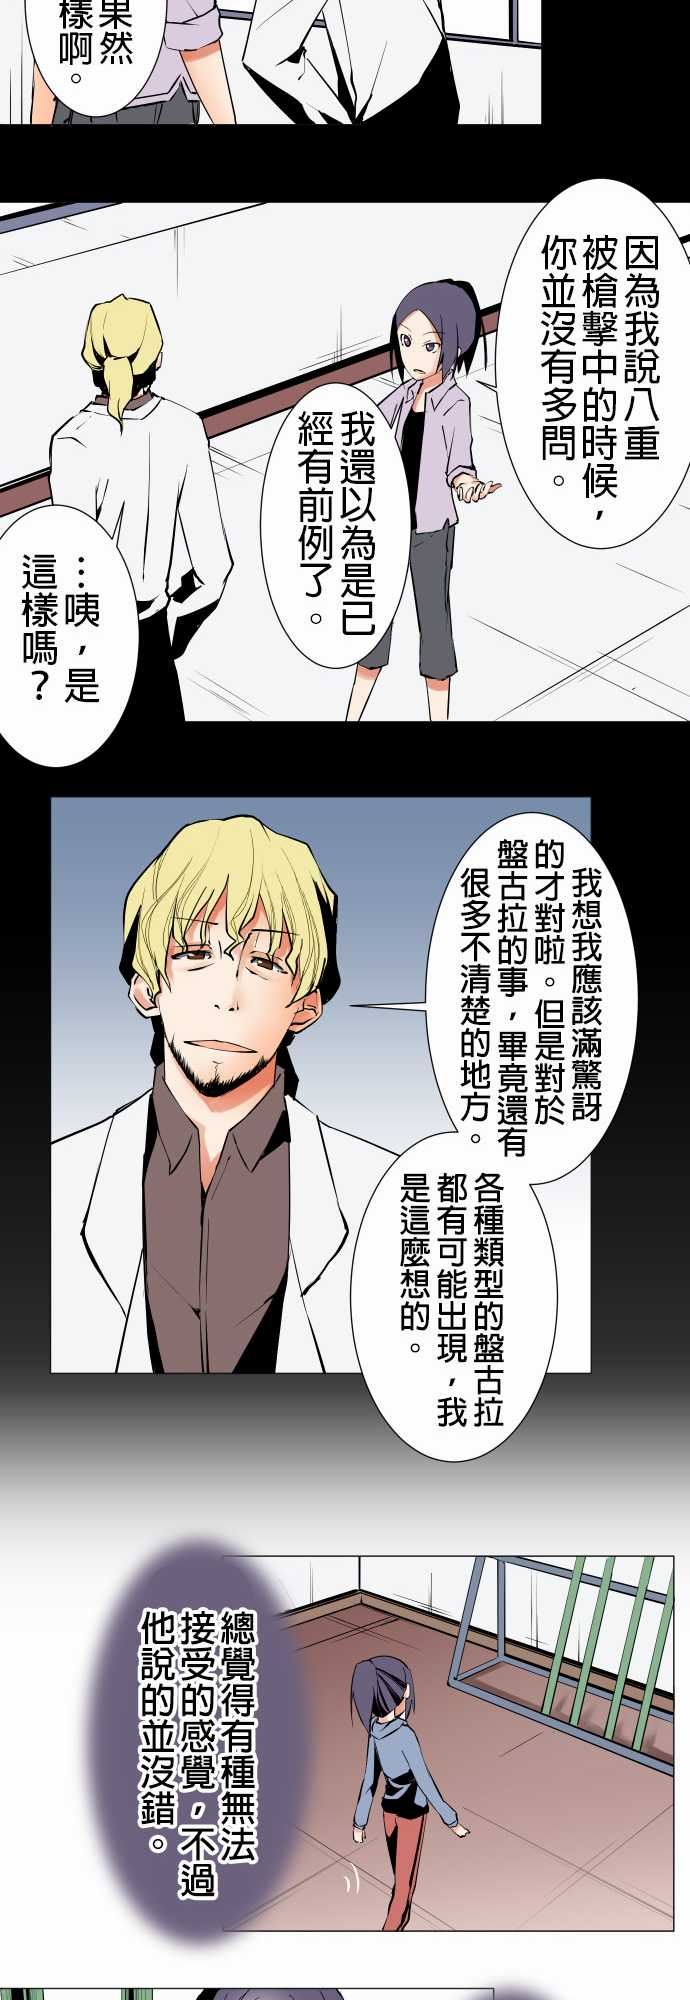 果然
樣啊。
因為我說八重
被槍擊中的時候，
你並沒有多問。
我還以為是已
經有前例了。
…咦，是
這樣嗎？
我想我應該滿驚訝
的才對啦。但是對於
盤古拉的事，畢竟還有
很多不清楚的地方。
各種類型的盤古拉
都有可能出現，我
是這麼想的。
總覺得有種無法
接受的感覺，不過
他說的並沒錯。